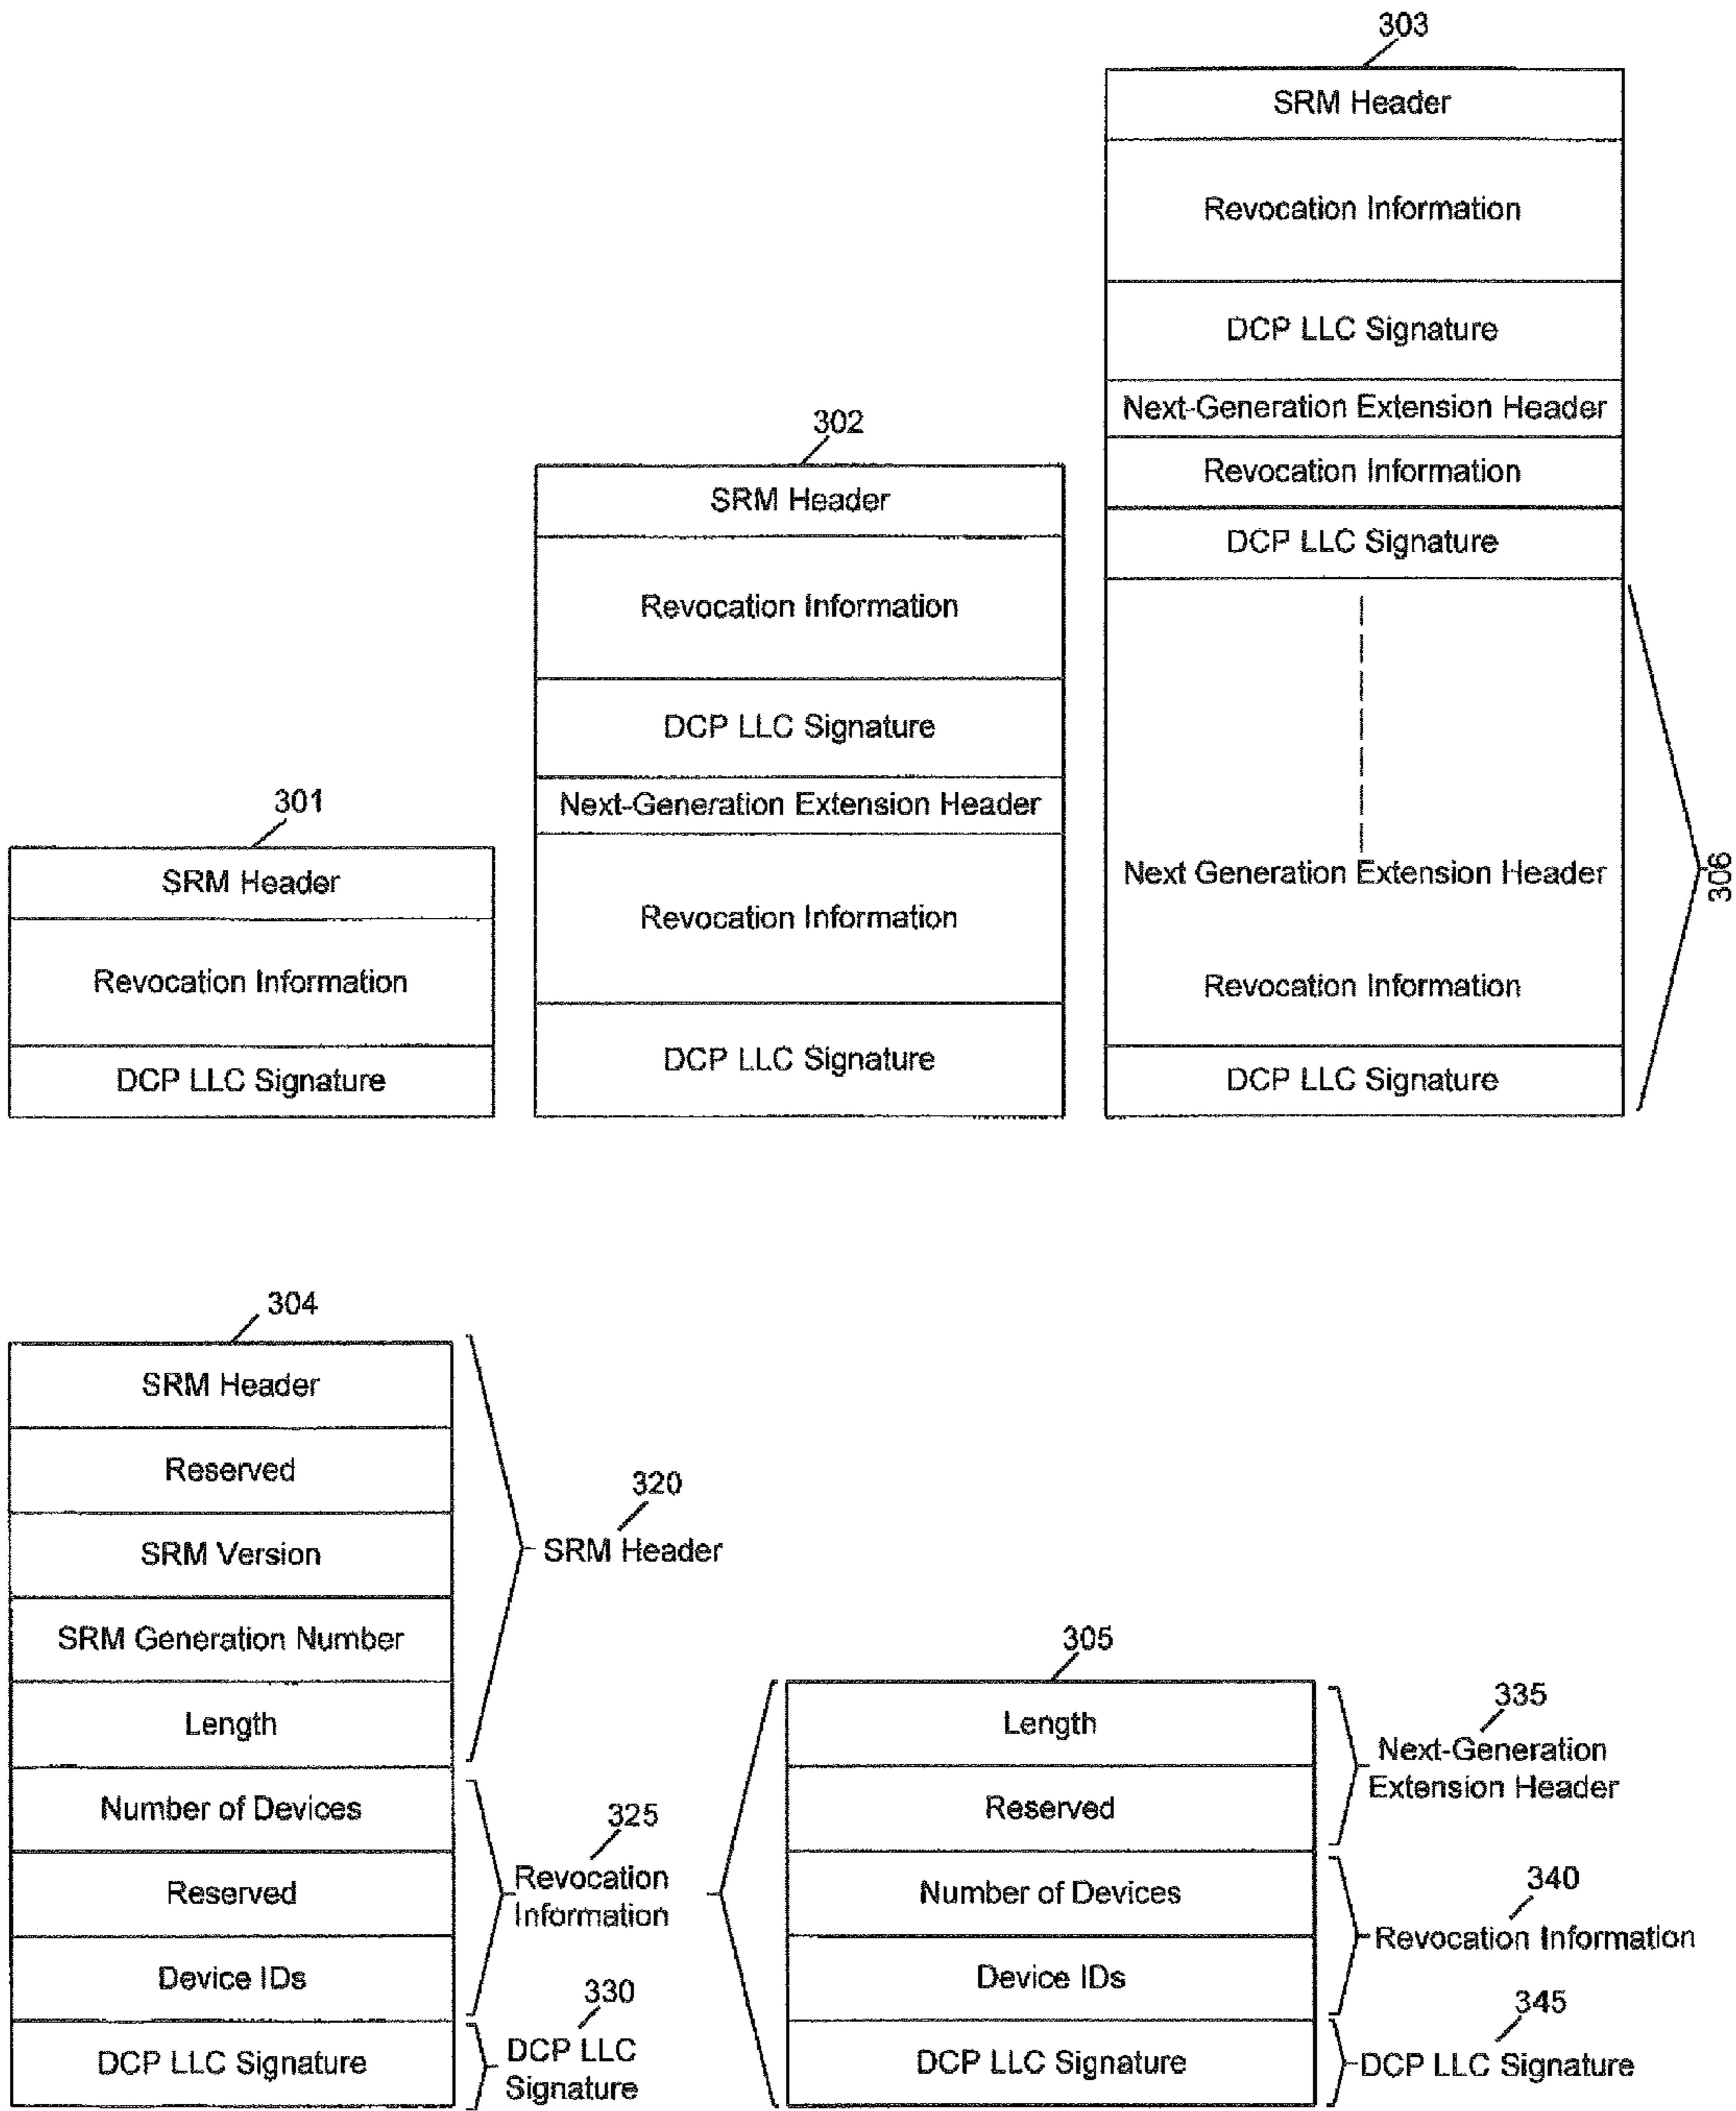 303
SRM Header
Revocation Information
DCP LLC Signature
Next-Generation Extension Header
Revocation Information
DCP LLC Signature
Next Generation Extension Header
Revocation Information
DCP LLC Signature
306
302
SRM Header
Revocation Information
DCP LLC Signature
Next-Generation Extension Header
Revocation Information
DCP LLC Signature
301
SRM Header
Revocation Information
DCP LLC Signature
304
SRM Header
Reserved
SRM Version
SRM Generation Number
Length
Number of Devices
Reserved
Device IDs
DCP LLC Signature
320
SRM Header
325
Revocation
Information
330
DCP LLC
Signature
305
Length
Reserved
Number of Devices
Device IDs
DCP LLC Signature
335
Next-Generation
Extension Header
340
Revocation Information
345
DCP LLC Signature